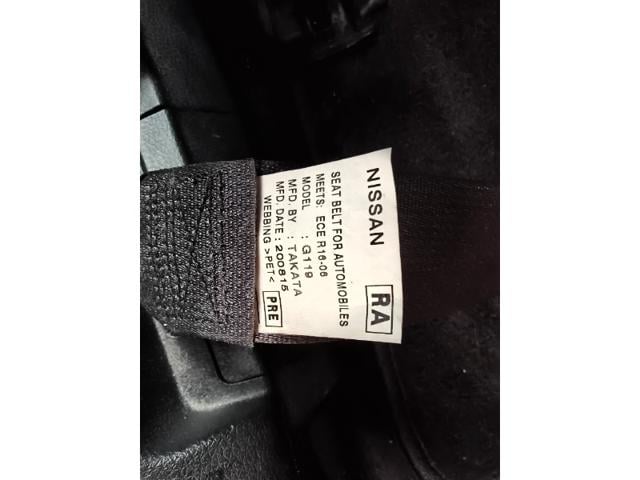 NISSAN
RA
SEAT BELT FOR AUTOMOBILES
MEETS: ECE R16-06
MODEL : G119
MFD. BY : TAKATA
MFD. DATE : 200815
WEBBING >PET<
PRE